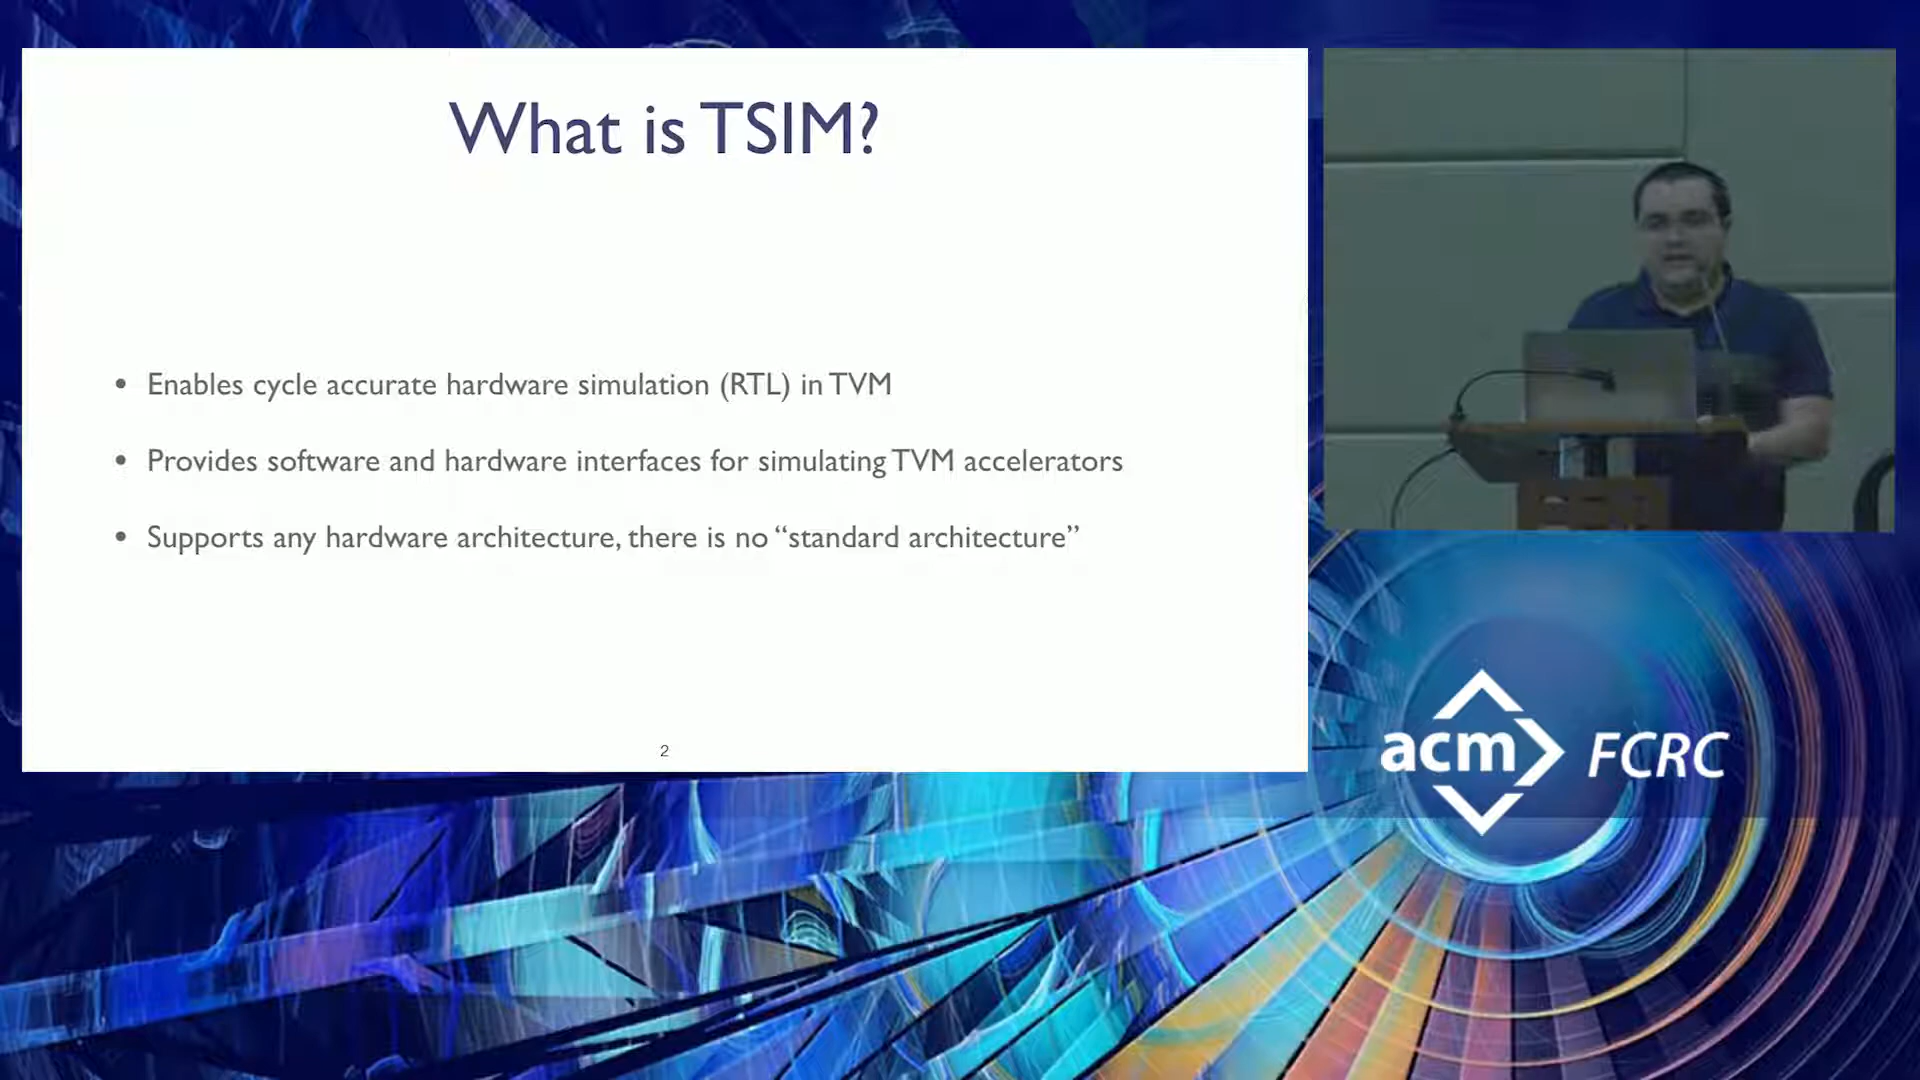 What is TSIM?
• Enables cycle accurate hardware simulation (RTL) in TVM
• Provides software and hardware interfaces for simulating TVM accelerators
• Supports any hardware architecture, there is no “standard architecture”
2
acm FCRC